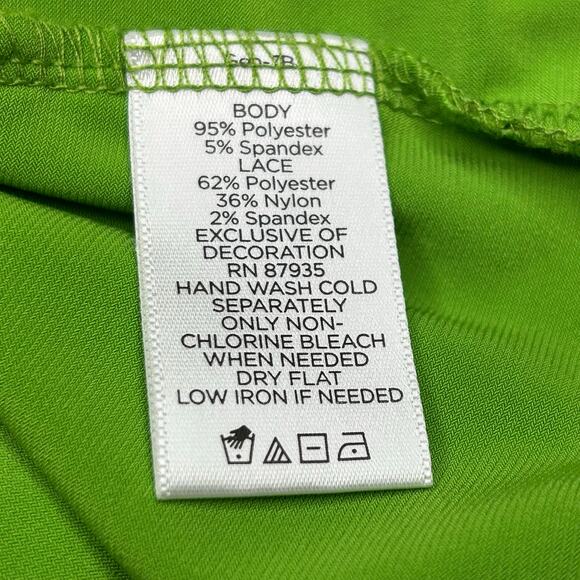 BODY
95% Polyester
5% Spandex
LACE
62% Polyester
36% Nylon
2% Spandex
EXCLUSIVE OF
DECORATION
RN 87935
HAND WASH COLD
SEPARATELY
ONLY NON-
CHLORINE BLEACH
WHEN NEEDED
DRY FLAT
LOW IRON IF NEEDED